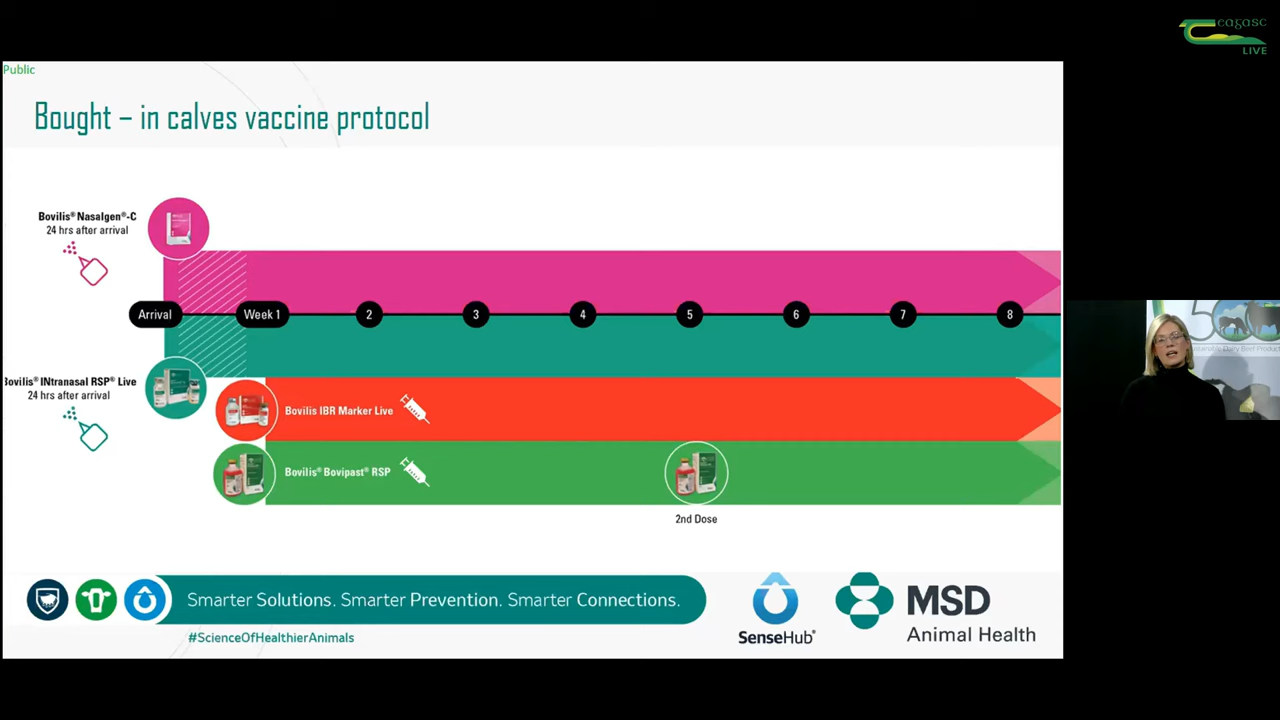 eagasc
LIVE
Public
Bought – in calves vaccine protocol
Bovilis® Nasalgen®-C
24 hrs after arrival
Arrival
Week 1
2
3
4
5
6
7
8
Bovilis® INtranasal RSP® Live
24 hrs after arrival
Bovilis IBR Marker Live
Bovilis® Bovipast® RSP
2nd Dose
Smarter Solutions. Smarter Prevention. Smarter Connections.
#ScienceOfHealthierAnimals
SenseHub®
MSD
Animal Health